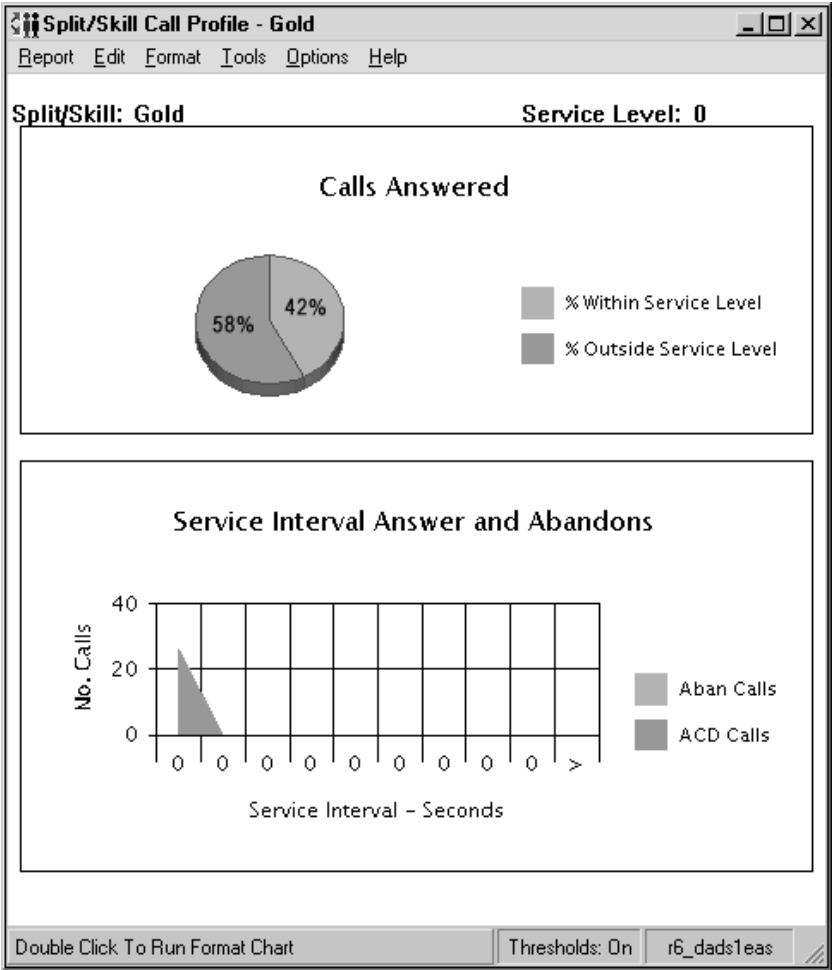 Split/Skill Call Profile - Gold
Report Edit Format Tools Options Help
Split/Skill: Gold Service Level: 0
Calls Answered
58% 42%
% Within Service Level
% Outside Service Level
Service Interval Answer and Abandons
No. Calls
40
20
0
0 0 0 0 0 0 0 0 0 >
Service Interval - Seconds
Aban Calls
ACD Calls
Double Click To Run Format Chart Thresholds: On r6_dads1eas